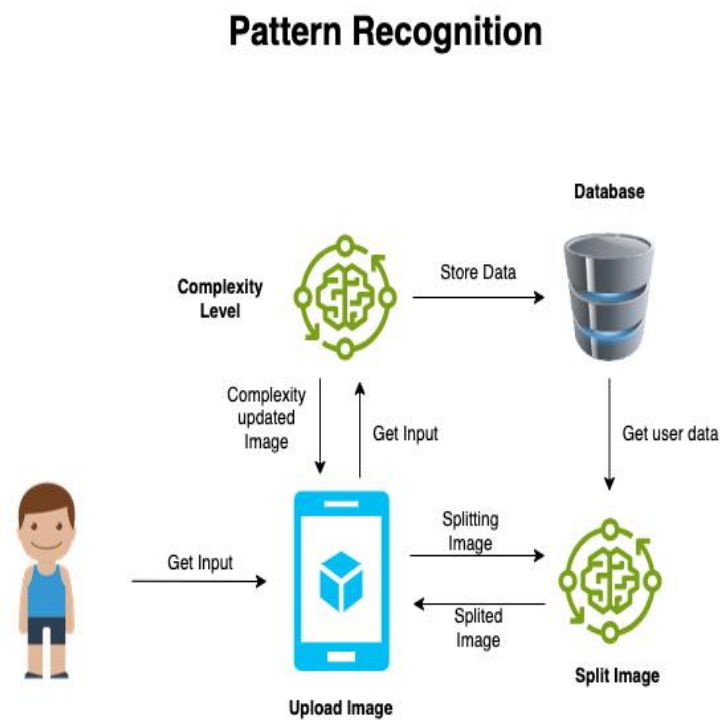 Pattern Recognition
Database
Complexity
Level
Store Data
Complexity
updated
Image
Get Input
Get user data
Get Input
Splitting
Image
Splited
Image
Split Image
Upload Image